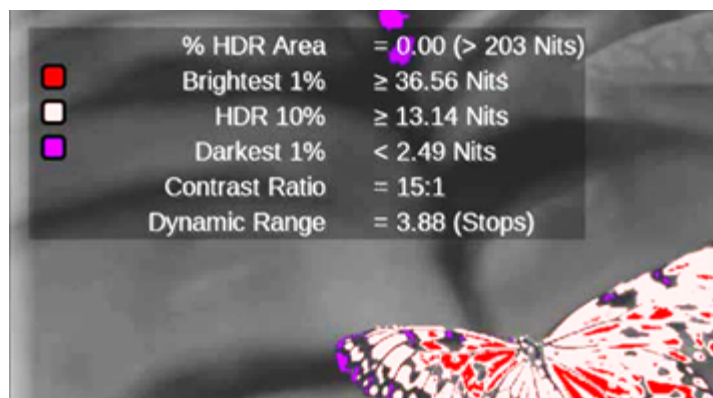 % HDR Area = 0.00 (> 203 Nits)
Brightest 1% ≥ 36.56 Nits
HDR 10% ≥ 13.14 Nits
Darkest 1% < 2.49 Nits
Contrast Ratio = 15:1
Dynamic Range = 3.88 (Stops)